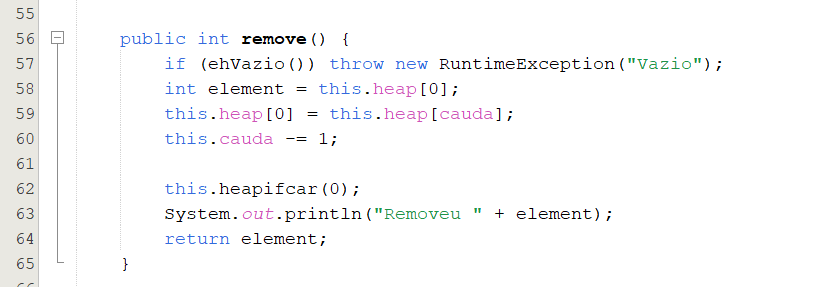 55
56 public int remove() {
57 if (ehVazio()) throw new RuntimeException("Vazio");
58 int element = this.heap[0];
59 this.heap[0] = this.heap[cauda];
60 this.cauda -= 1;
61
62 this.heapifcar(0);
63 System.out.println("Removeu " + element);
64 return element;
65 }